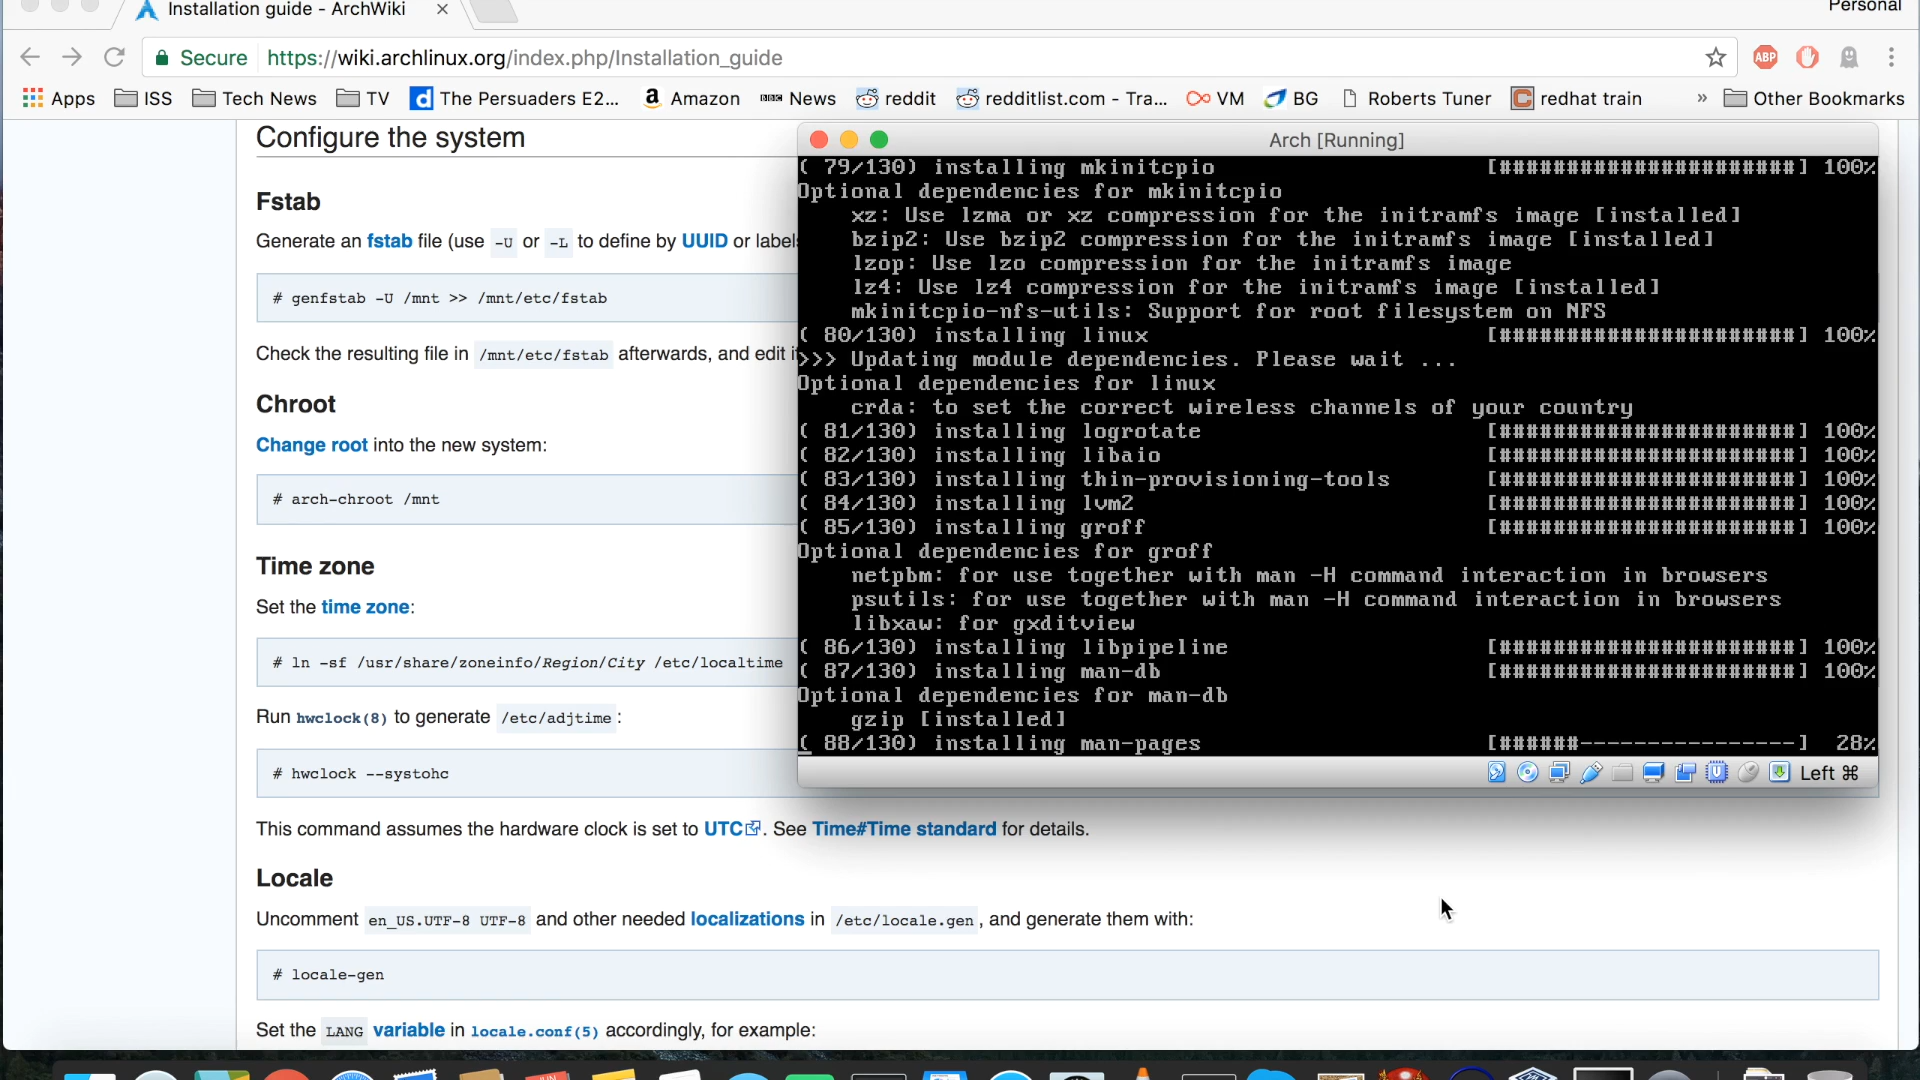 Installation guide - ArchWiki
Personal
Secure https://wiki.archlinux.org/index.php/Installation_guide
ABP
Apps ISS Tech News TV The Persuaders E2... Amazon News reddit redditlist.com - Tra... VM BG Roberts Tuner redhat train » Other Bookmarks
Configure the system
Fstab
Generate an fstab file (use -U or -L to define by UUID or labels
# genfstab -U /mnt >> /mnt/etc/fstab
Check the resulting file in /mnt/etc/fstab afterwards, and edit i
Chroot
Change root into the new system:
# arch-chroot /mnt
Time zone
Set the time zone:
# ln -sf /usr/share/zoneinfo/Region/City /etc/localtime
Run hwclock(8) to generate /etc/adjtime:
# hwclock --systohc
This command assumes the hardware clock is set to UTC. See Time#Time standard for details.
Locale
Uncomment en_US.UTF-8 UTF-8 and other needed localizations in /etc/locale.gen, and generate them with:
# locale-gen
Set the LANG variable in locale.conf(5) accordingly, for example:
Arch [Running]
( 79/130) installing mkinitcpio [######################] 100%
Optional dependencies for mkinitcpio
xz: Use lzma or xz compression for the initramfs image [installed]
bzip2: Use bzip2 compression for the initramfs image [installed]
lzop: Use lzo compression for the initramfs image
lz4: Use lz4 compression for the initramfs image [installed]
mkinitcpio-nfs-utils: Support for root filesystem on NFS
( 80/130) installing linux [######################] 100%
>>> Updating module dependencies. Please wait ...
Optional dependencies for linux
crda: to set the correct wireless channels of your country
( 81/130) installing logrotate [######################] 100%
( 82/130) installing libaio [######################] 100%
( 83/130) installing thin-provisioning-tools [######################] 100%
( 84/130) installing lvm2 [######################] 100%
( 85/130) installing groff [######################] 100%
Optional dependencies for groff
netpbm: for use together with man -H command interaction in browsers
psutils: for use together with man -H command interaction in browsers
libxaw: for gxditview
( 86/130) installing libpipeline [######################] 100%
( 87/130) installing man-db [######################] 100%
Optional dependencies for man-db
gzip [installed]
( 88/130) installing man-pages [######----------------] 28%
Left ⌘